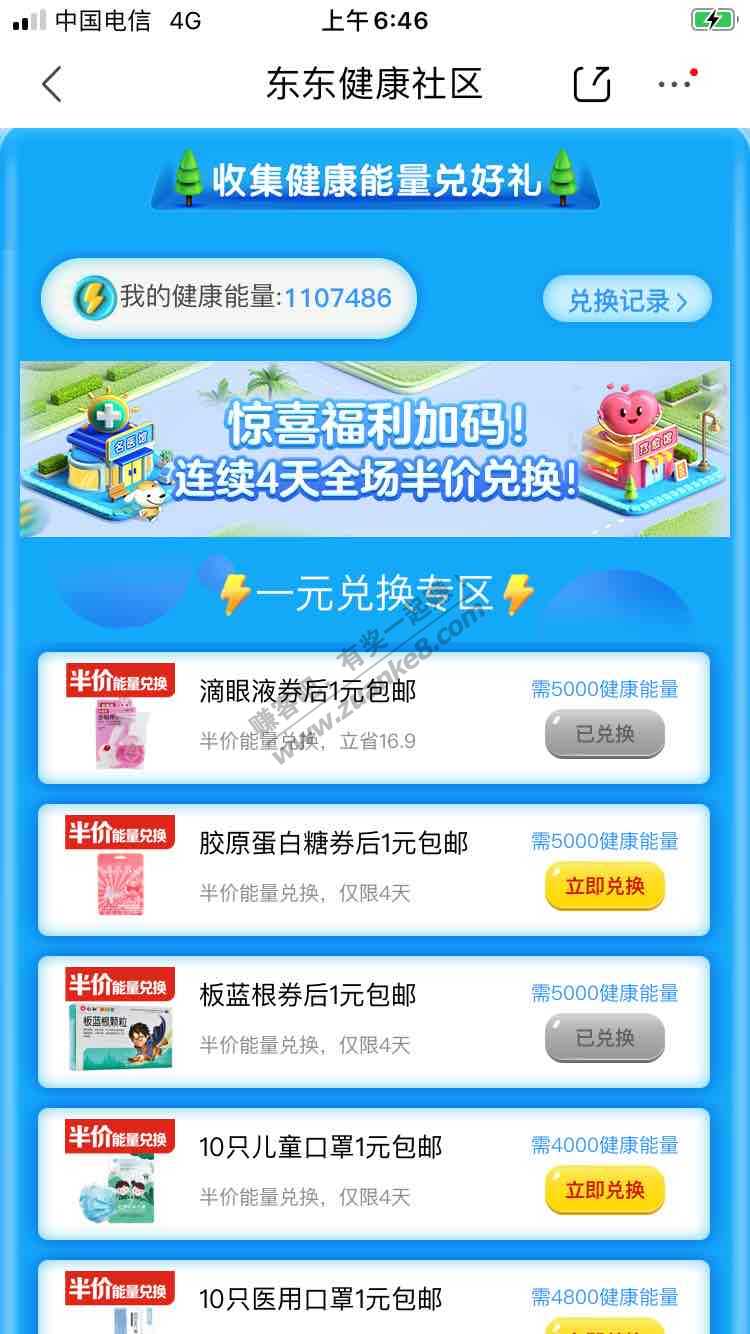 中国电信 4G 上午6:46
东东健康社区
收集健康能量兑好礼
我的健康能量:1107486
兑换记录
惊喜福利加码!
连续4天全场半价兑换!
名医馆
一元兑换专区
赚客吧,有奖一起赚!
www.zuanke8.com
半价能量兑换
滴眼液券后1元包邮
需5000健康能量
半价能量兑换,立省16.9
已兑换
半价能量兑换
胶原蛋白糖券后1元包邮
需5000健康能量
半价能量兑换,仅限4天
立即兑换
半价能量兑换
板蓝根颗粒
板蓝根券后1元包邮
需5000健康能量
半价能量兑换,仅限4天
已兑换
半价能量兑换
10只儿童口罩1元包邮
需4000健康能量
半价能量兑换,仅限4天
立即兑换
半价能量兑换
10只医用口罩1元包邮
需4800健康能量
立即兑换